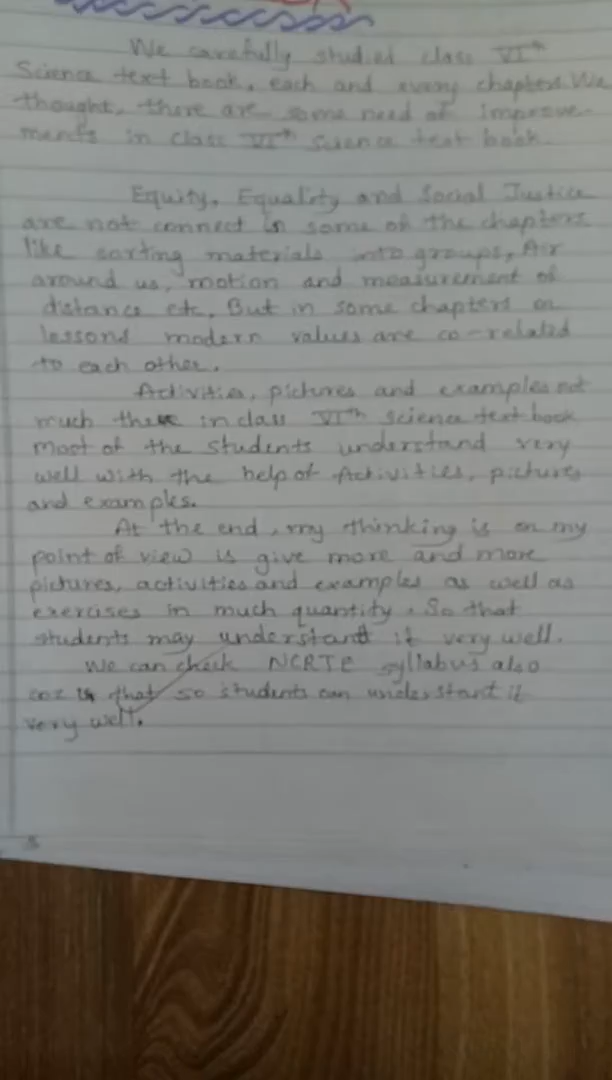 We carefully studied class VIth
Science text book, each and every chapters. We
thought, there are some need of improve-
ments in class VIth science text book.
Equity, Equality and Social Justice
are not connect in some of the chapters
like sorting materials into groups, Air
around us, motion and measurement of
distance etc, But in some chapters or
lessons modern values are co-related
to each other.
Activities, pictures and examples not
much there in class VIth science text book
most of the students understand very
well with the help of Activities, pictures
and examples.
At the end, my thinking is on my
point of view is give more and more
pictures, activities and examples as well as
exercises in much quantity. So that
students may understand it very well.
We can check NCRTE syllabus also
that so students can understant it
very well.